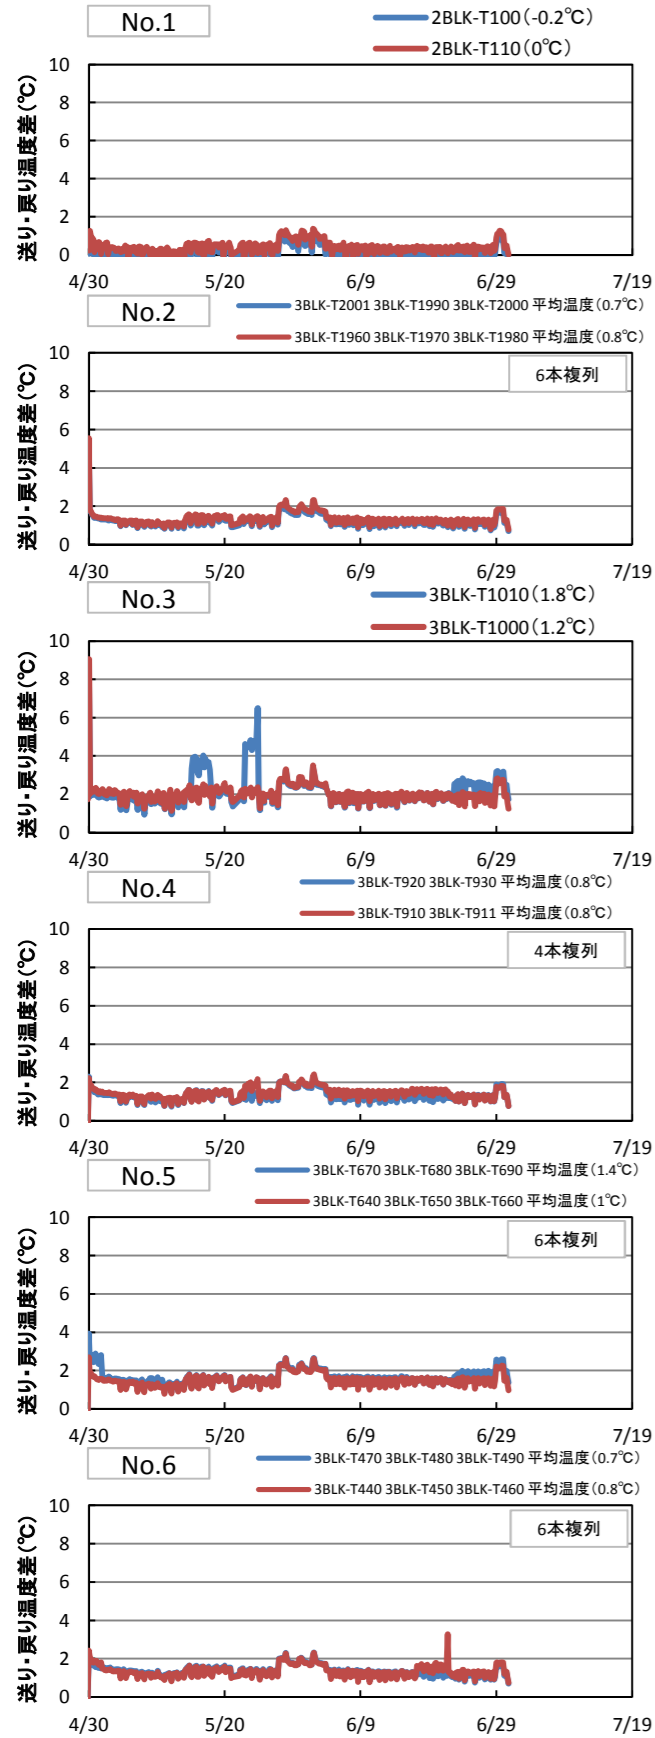 No.1
2BLK-T100(-0.2℃)
2BLK-T110(0℃)
送り・戻り温度差(℃)
10
8
6
4
2
0
4/30 5/20 6/9 6/29 7/19
No.2
3BLK-T2001 3BLK-T1990 3BLK-T2000 平均温度(0.7℃)
3BLK-T1960 3BLK-T1970 3BLK-T1980 平均温度(0.8℃)
6本複列
送り・戻り温度差(℃)
10
8
6
4
2
0
4/30 5/20 6/9 6/29 7/19
No.3
3BLK-T1010(1.8℃)
3BLK-T1000(1.2℃)
送り・戻り温度差(℃)
10
8
6
4
2
0
4/30 5/20 6/9 6/29 7/19
No.4
3BLK-T920 3BLK-T930 平均温度(0.8℃)
3BLK-T910 3BLK-T911 平均温度(0.8℃)
4本複列
送り・戻り温度差(℃)
10
8
6
4
2
0
4/30 5/20 6/9 6/29 7/19
No.5
3BLK-T670 3BLK-T680 3BLK-T690 平均温度(1.4℃)
3BLK-T640 3BLK-T650 3BLK-T660 平均温度(1℃)
6本複列
送り・戻り温度差(℃)
10
8
6
4
2
0
4/30 5/20 6/9 6/29 7/19
No.6
3BLK-T470 3BLK-T480 3BLK-T490 平均温度(0.7℃)
3BLK-T440 3BLK-T450 3BLK-T460 平均温度(0.8℃)
6本複列
送り・戻り温度差(℃)
10
8
6
4
2
0
4/30 5/20 6/9 6/29 7/19